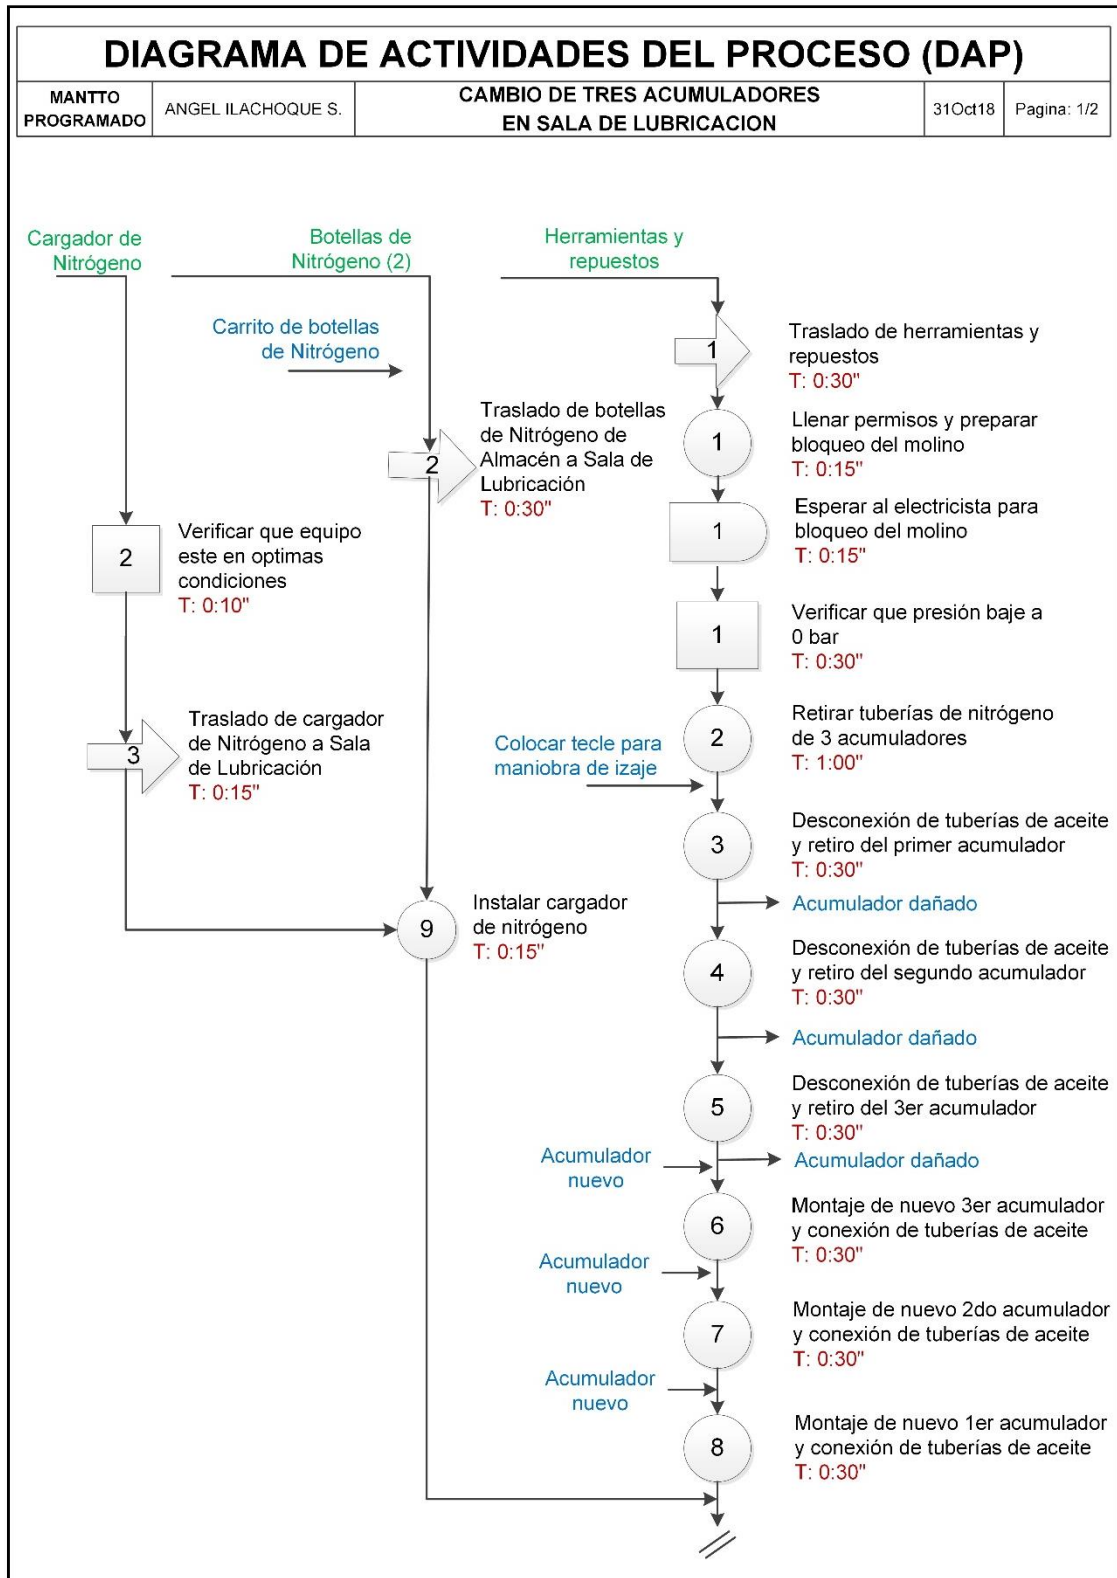 DIAGRAMA DE ACTIVIDADES DEL PROCESO (DAP)
MANTTO
PROGRAMADO
ANGEL ILACHOQUE S.
CAMBIO DE TRES ACUMULADORES
EN SALA DE LUBRICACION
31Oct18
Pagina: 1/2
Cargador de
Nitrógeno
2
Verificar que equipo
este en optimas
condiciones
T: 0:10"
3
Traslado de cargador
de Nitrógeno a Sala
de Lubricación
T: 0:15"
Botellas de
Nitrógeno (2)
Carrito de botellas
de Nitrógeno
2
Traslado de botellas
de Nitrógeno de
Almacén a Sala de
Lubricación
T: 0:30"
9
Instalar cargador
de nitrógeno
T: 0:15"
Herramientas y
repuestos
1
Traslado de herramientas y
repuestos
T: 0:30"
1
Llenar permisos y preparar
bloqueo del molino
T: 0:15"
1
Esperar al electricista para
bloqueo del molino
T: 0:15"
1
Verificar que presión baje a
0 bar
T: 0:30"
2
Retirar tuberías de nitrógeno
de 3 acumuladores
T: 1:00"
Colocar tecle para
maniobra de izaje
3
Desconexión de tuberías de aceite
y retiro del primer acumulador
T: 0:30"
Acumulador dañado
4
Desconexión de tuberías de aceite
y retiro del segundo acumulador
T: 0:30"
Acumulador dañado
5
Desconexión de tuberías de aceite
y retiro del 3er acumulador
T: 0:30"
Acumulador dañado
Acumulador
nuevo
6
Montaje de nuevo 3er acumulador
y conexión de tuberías de aceite
T: 0:30"
Acumulador
nuevo
7
Montaje de nuevo 2do acumulador
y conexión de tuberías de aceite
T: 0:30"
Acumulador
nuevo
8
Montaje de nuevo 1er acumulador
y conexión de tuberías de aceite
T: 0:30"